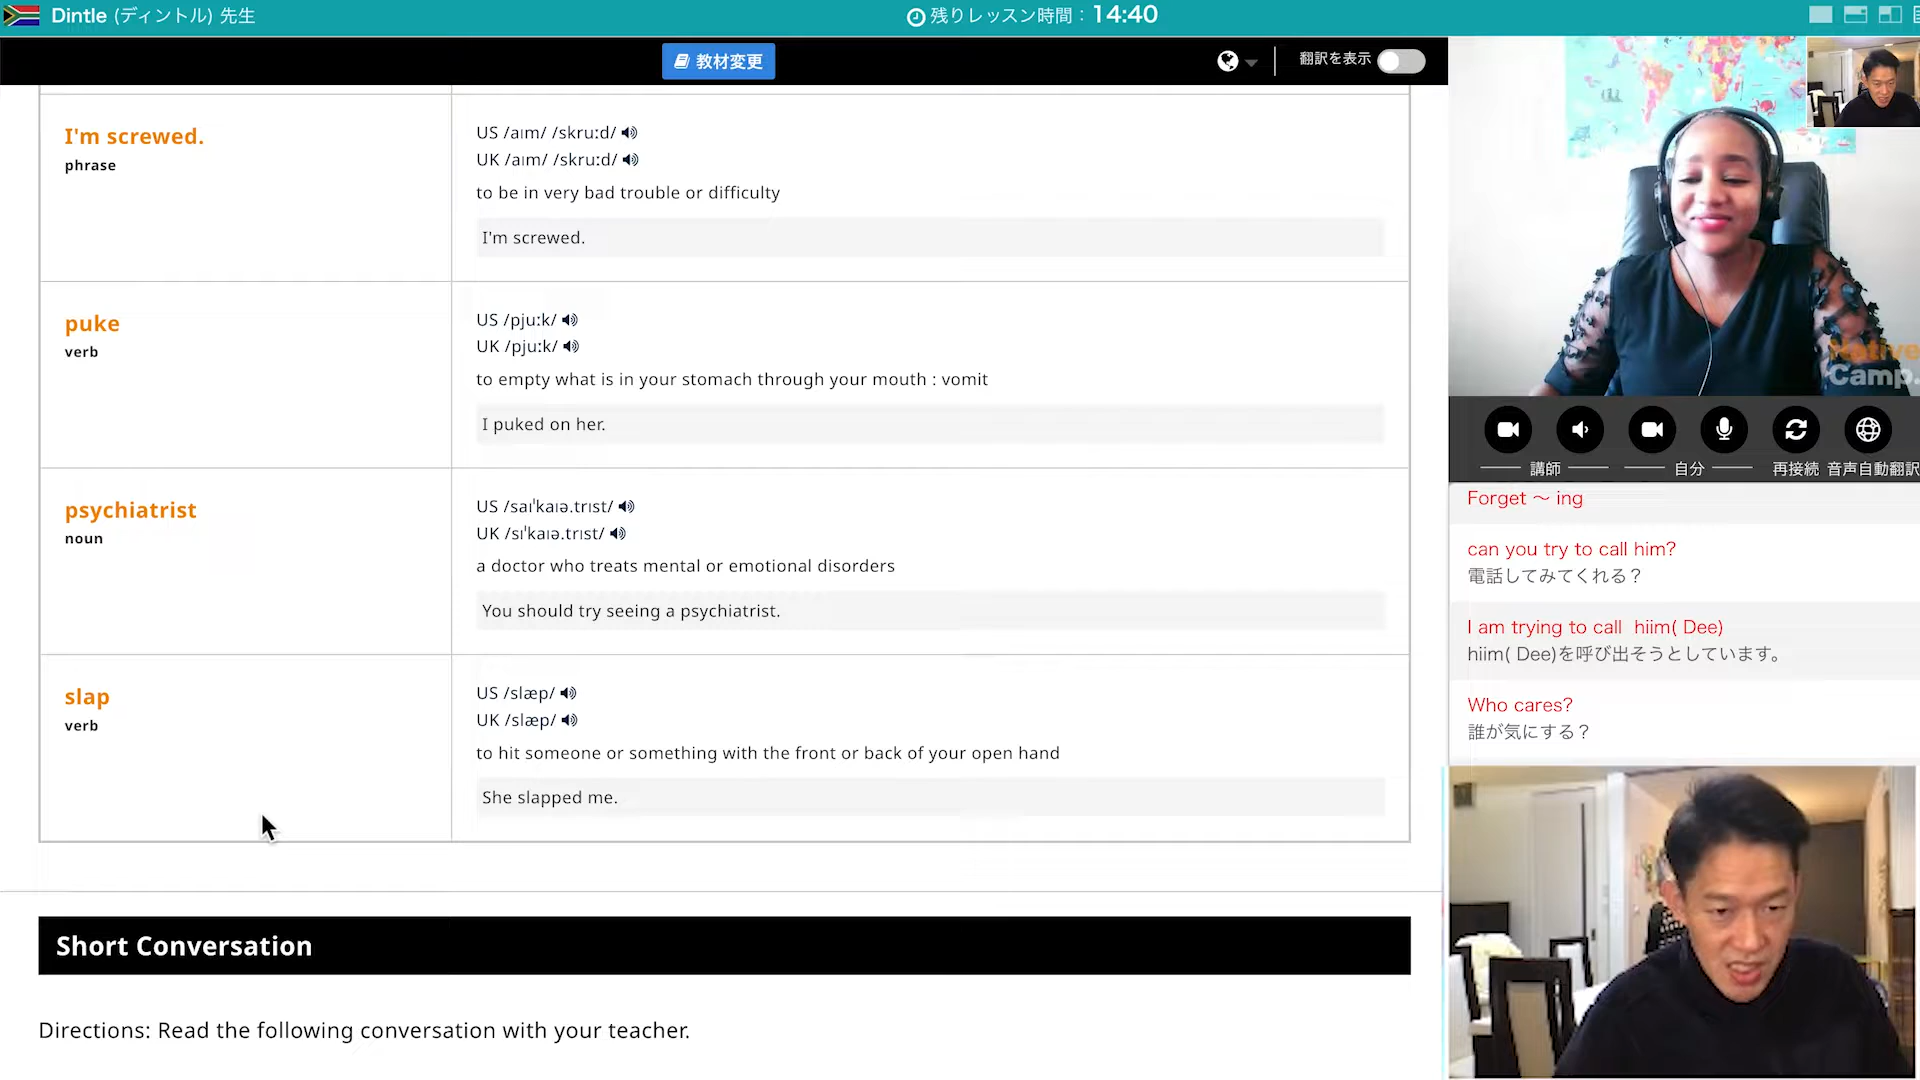 Dintle (ディントル) 先生
残りレッスン時間 : 14:40
教材変更
翻訳を表示
I'm screwed.
phrase
US /aɪm/ /skruːd/
UK /aɪm/ /skruːd/
to be in very bad trouble or difficulty
I'm screwed.
puke
verb
US /pjuːk/
UK /pjuːk/
to empty what is in your stomach through your mouth : vomit
I puked on her.
psychiatrist
noun
US /saɪˈkaɪə.trɪst/
UK /sɪˈkaɪə.trɪst/
a doctor who treats mental or emotional disorders
You should try seeing a psychiatrist.
slap
verb
US /slæp/
UK /slæp/
to hit someone or something with the front or back of your open hand
She slapped me.
Short Conversation
Directions: Read the following conversation with your teacher.
Native
Camp.
講師
自分
再接続
音声自動翻訳
Forget ～ ing
can you try to call him?
電話してみてくれる？
I am trying to call hiim( Dee)
hiim( Dee)を呼び出そうとしています。
Who cares?
誰が気にする？